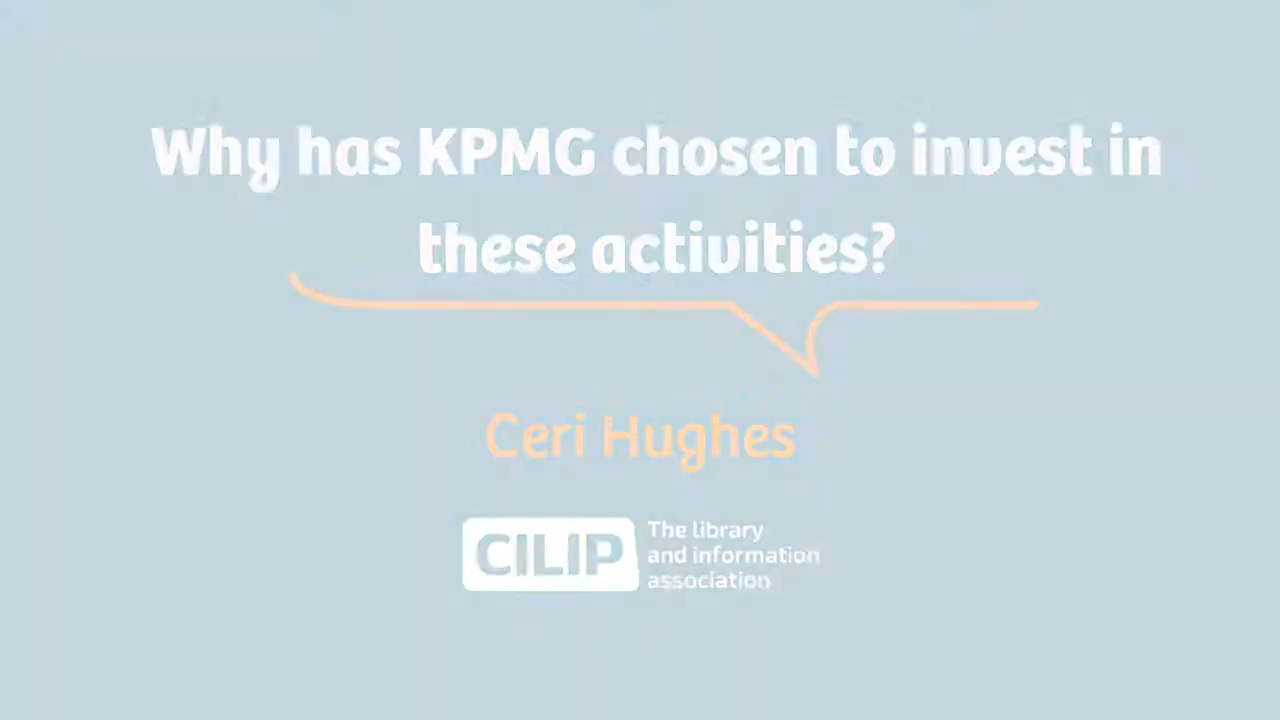 Why has KPMG chosen to invest in
these activities?
Ceri Hughes
CILIP
The library
and information
association